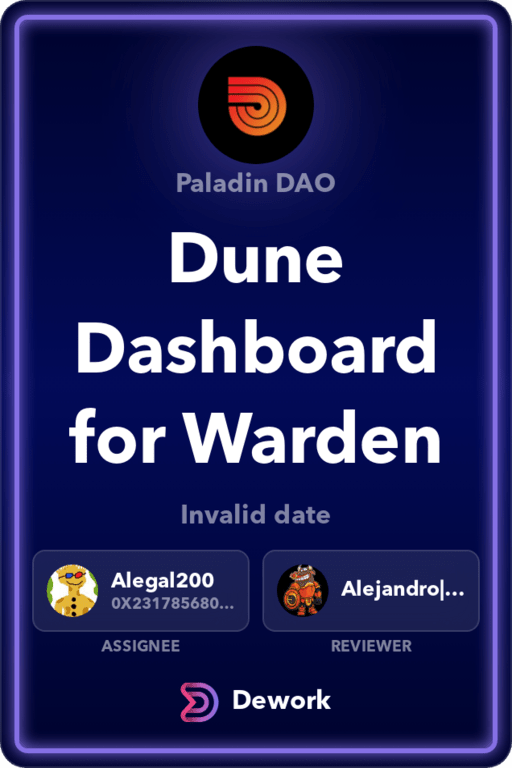 Paladin DAO
Dune
Dashboard
for Warden
Invalid date
Alegal200
0X231785680...
ASSIGNEE
Alejandro|...
REVIEWER
Dework